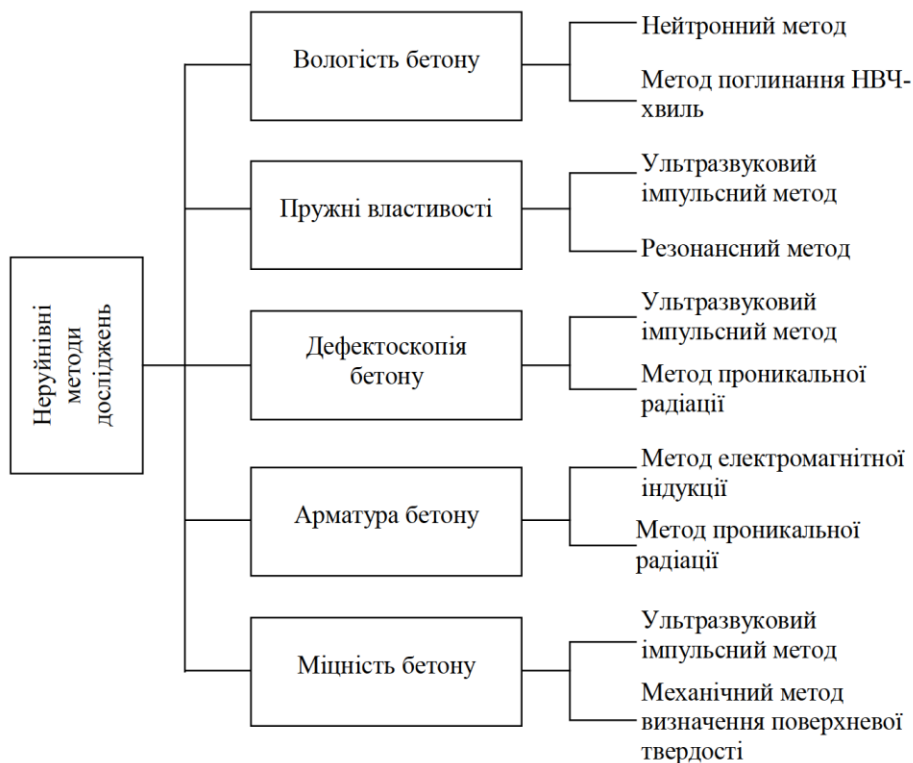 Неруйнівні
методи
досліджень
Вологість бетону
Нейтронний метод
Метод поглинання НВЧ-
хвиль
Пружні властивості
Ультразвуковий
імпульсний метод
Резонансний метод
Дефектоскопія
бетону
Ультразвуковий
імпульсний метод
Метод проникальної
радіації
Арматура бетону
Метод електромагнітної
індукції
Метод проникальної
радіації
Міцність бетону
Ультразвуковий
імпульсний метод
Механічний метод
визначення поверхневої
твердості